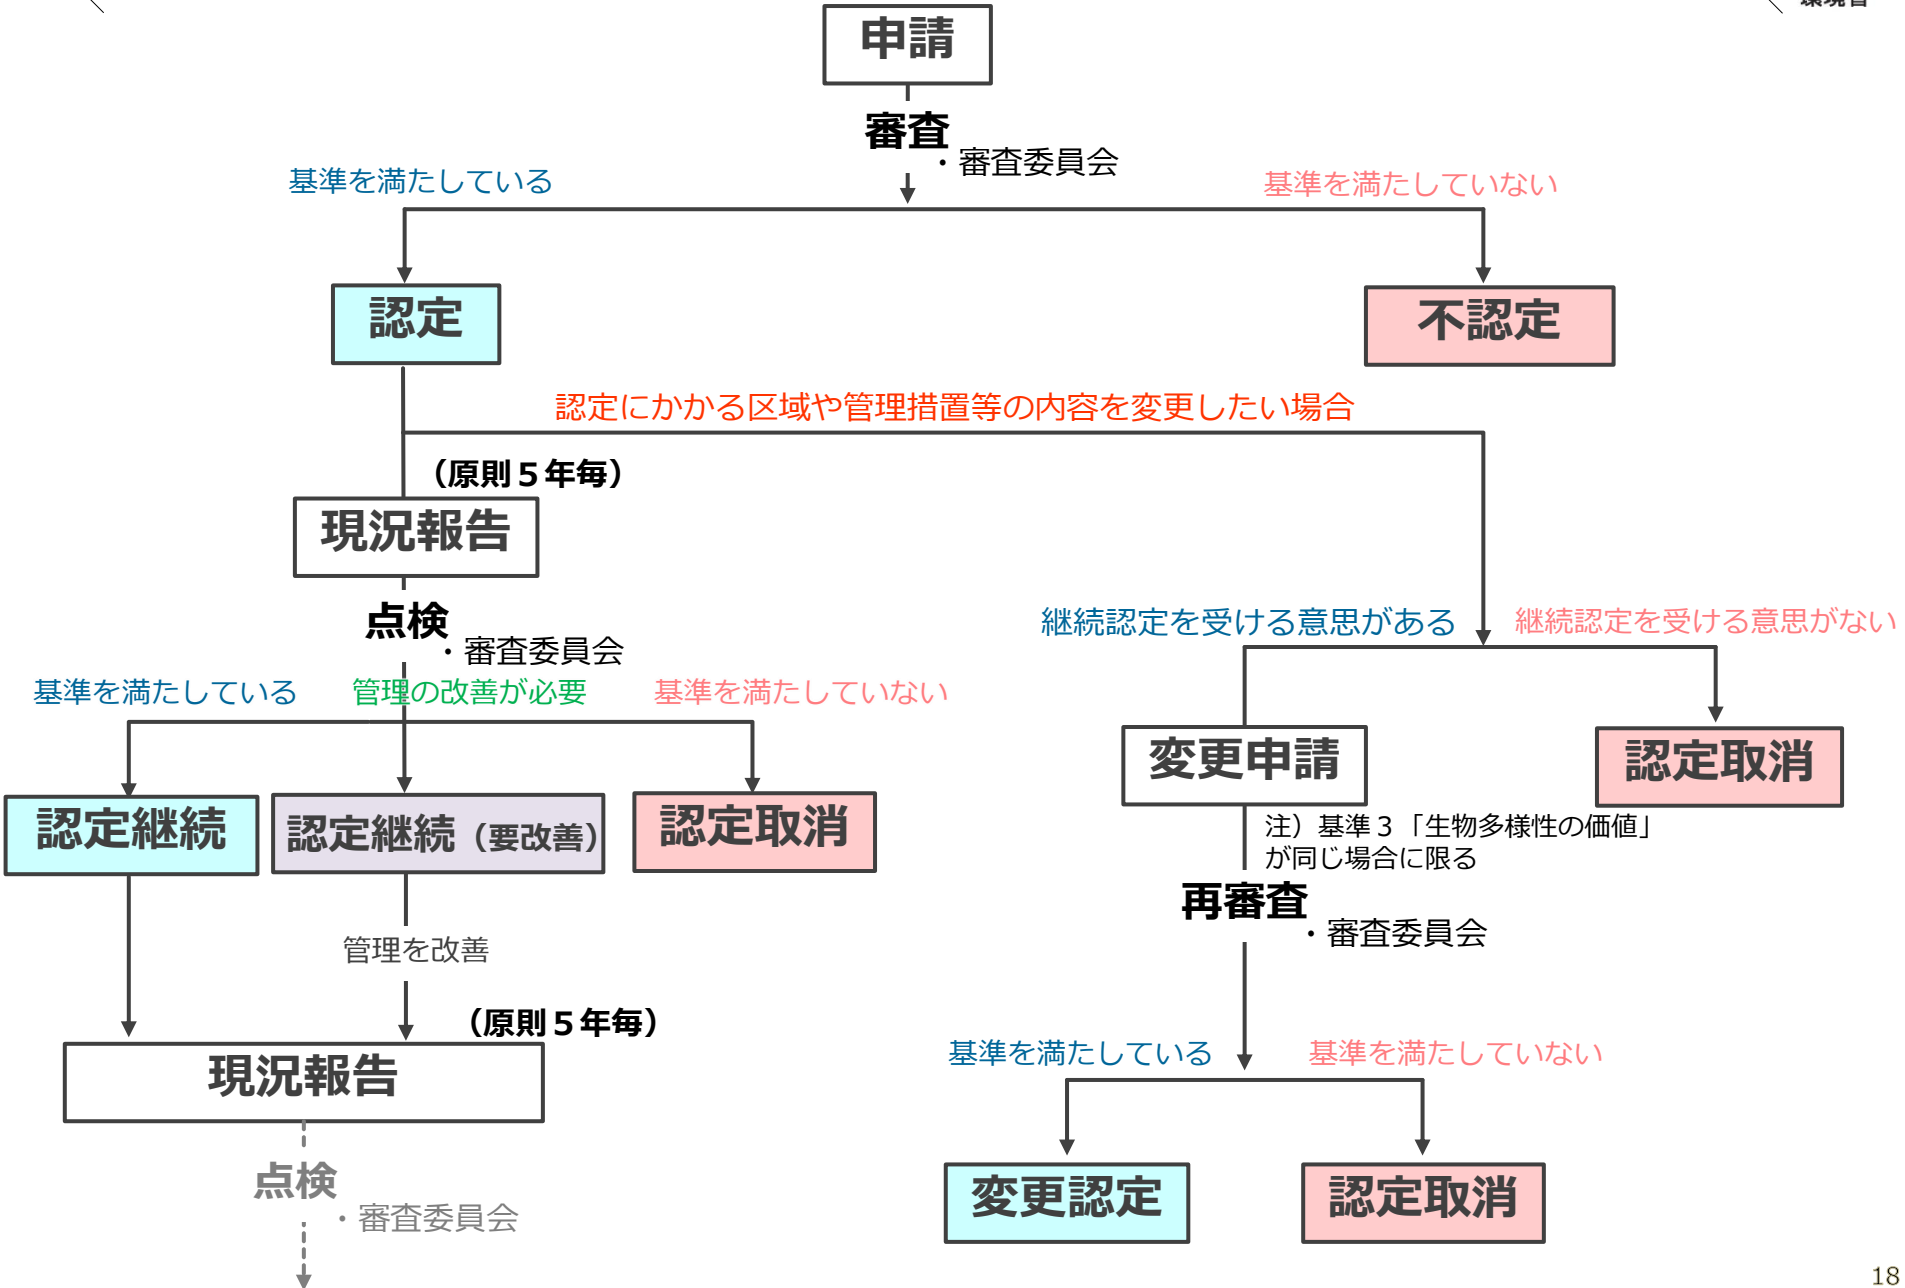 環境省
申請
審査
・審査委員会
基準を満たしている
基準を満たしていない
認定
不認定
認定にかかる区域や管理措置等の内容を変更したい場合
（原則５年毎）
現況報告
点検
・審査委員会
継続認定を受ける意思がある
継続認定を受ける意思がない
基準を満たしている
管理の改善が必要
基準を満たしていない
変更申請
認定取消
認定継続
認定継続（要改善）
認定取消
注）基準３「生物多様性の価値」
が同じ場合に限る
再審査
・審査委員会
管理を改善
（原則５年毎）
現況報告
基準を満たしている
基準を満たしていない
点検
・審査委員会
変更認定
認定取消
18